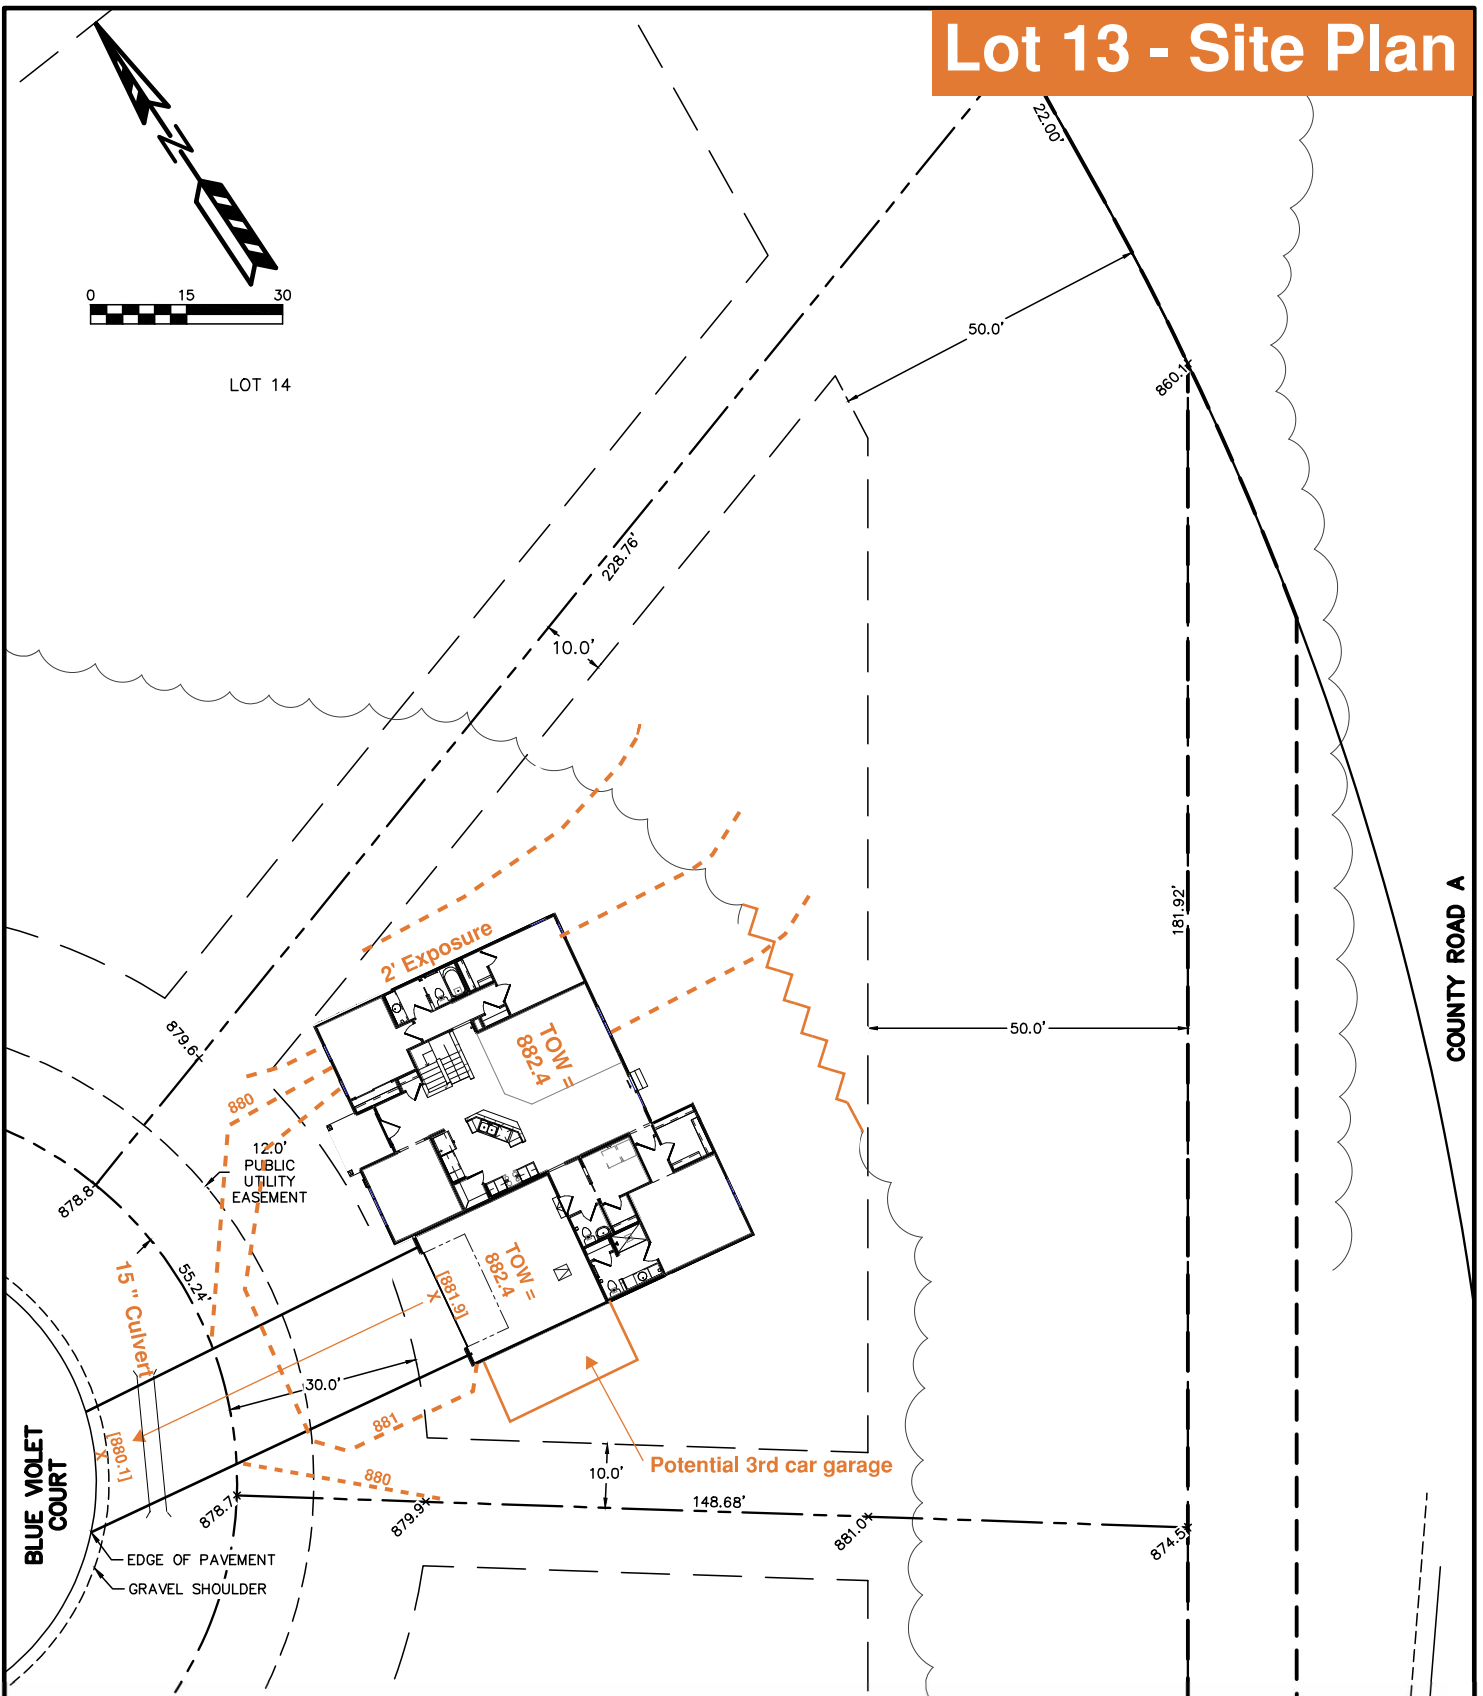 Lot 13 - Site Plan
22.00'
N
0 15 30
50.0'
860.1
LOT 14
228.76'
10.0'
181.92'
COUNTY ROAD A
2' Exposure
50.0'
879.6
TOW =
882.4
880
12.0'
PUBLIC
UTILITY
EASEMENT
878.8
15 " Culvert
55.24'
TOW =
882.4
[881.9]
X
30.0'
881
X
[880.1]
BLUE VIOLET
COURT
Potential 3rd car garage
10.0'
880
148.68'
878.7
879.9
881.0
874.5
EDGE OF PAVEMENT
GRAVEL SHOULDER